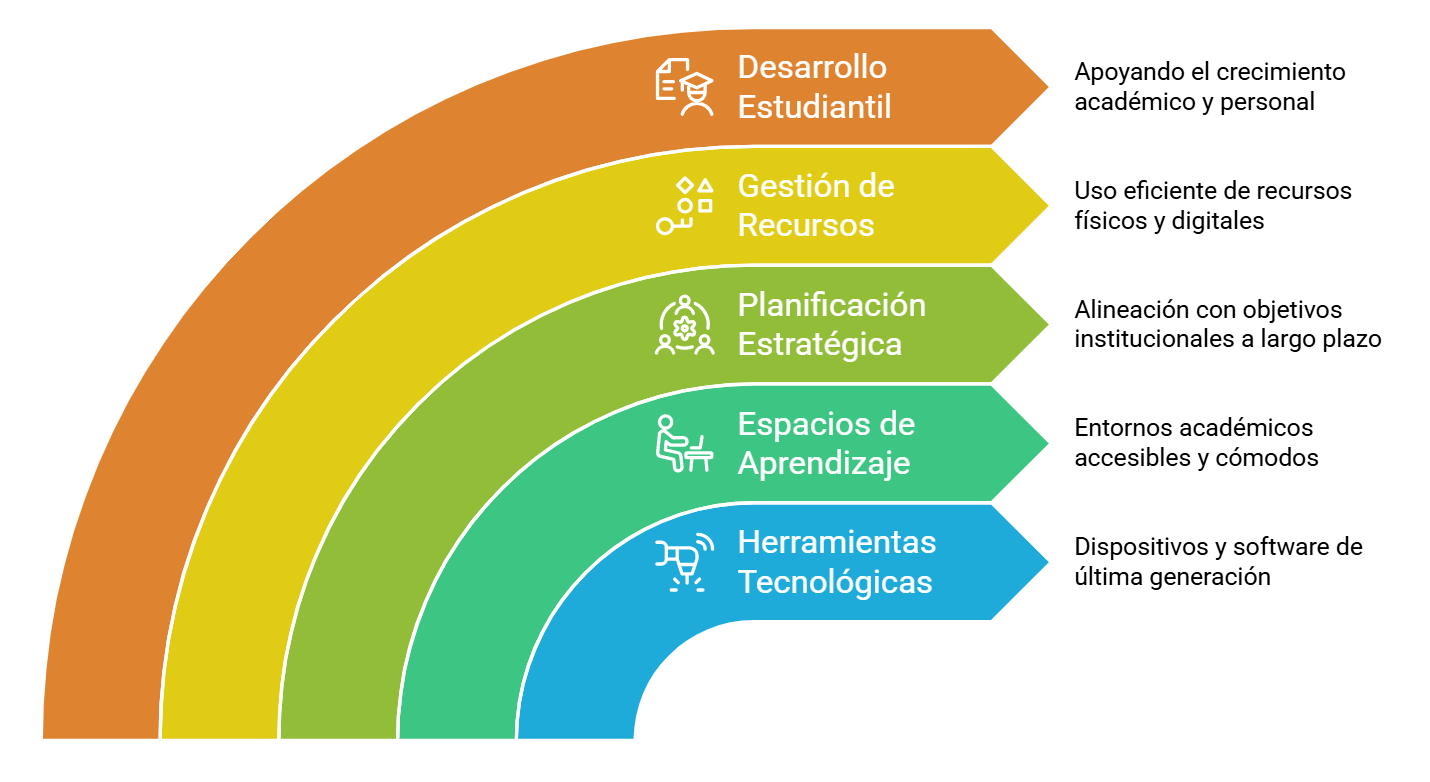 Desarrollo
Estudiantil
Apoyando el crecimiento
académico y personal
Gestión de
Recursos
Uso eficiente de recursos
físicos y digitales
Planificación
Estratégica
Alineación con objetivos
institucionales a largo plazo
Espacios de
Aprendizaje
Entornos académicos
accesibles y cómodos
Herramientas
Tecnológicas
Dispositivos y software de
última generación